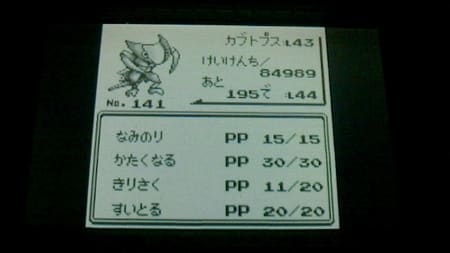 カブトプス :L43
けいけんち/
84989
あと
195で :L44
No.141
なみのり PP 15/15
かたくなる PP 30/30
きりさく PP 11/20
すいとる PP 20/20